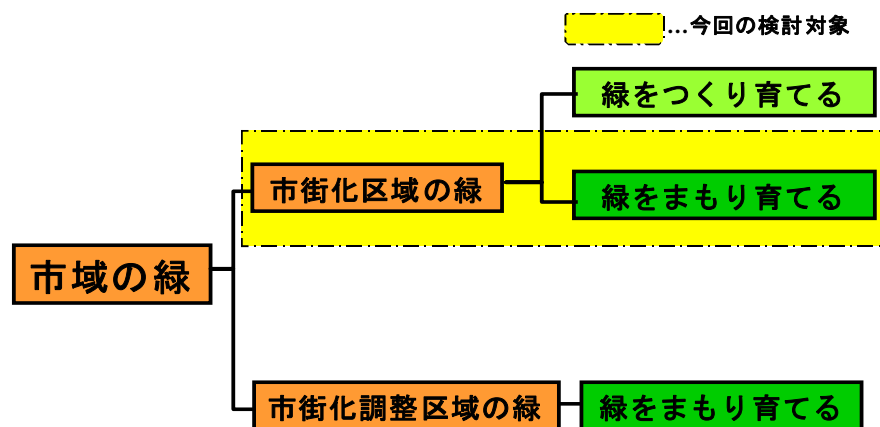 …今回の検討対象
緑をつくり育てる
市街化区域の緑
緑をまもり育てる
市域の緑
市街化調整区域の緑
緑をまもり育てる